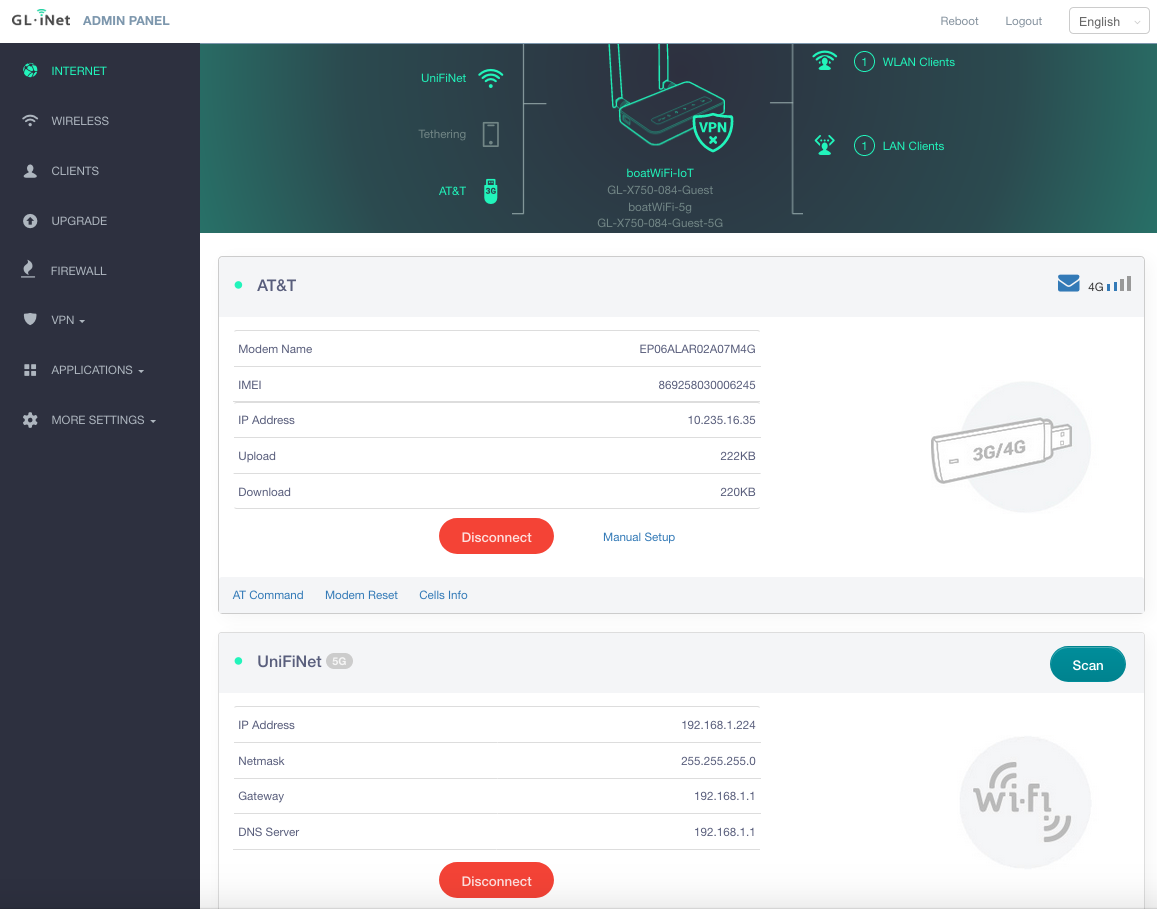 GL·iNet ADMIN PANEL
Reboot
Logout
English
INTERNET
WIRELESS
CLIENTS
UPGRADE
FIREWALL
VPN
APPLICATIONS
MORE SETTINGS
UniFiNet
Tethering
AT&T
3G
VPN
boatWiFi-IoT
GL-X750-084-Guest
boatWiFi-5g
GL-X750-084-Guest-5G
1 WLAN Clients
1 LAN Clients
AT&T
4G
Modem Name EP06ALAR02A07M4G
IMEI 869258030006245
IP Address 10.235.16.35
Upload 222KB
Download 220KB
Disconnect Manual Setup
3G/4G
AT Command Modem Reset Cells Info
UniFiNet 5G
Scan
IP Address 192.168.1.224
Netmask 255.255.255.0
Gateway 192.168.1.1
DNS Server 192.168.1.1
Disconnect
wi-fi